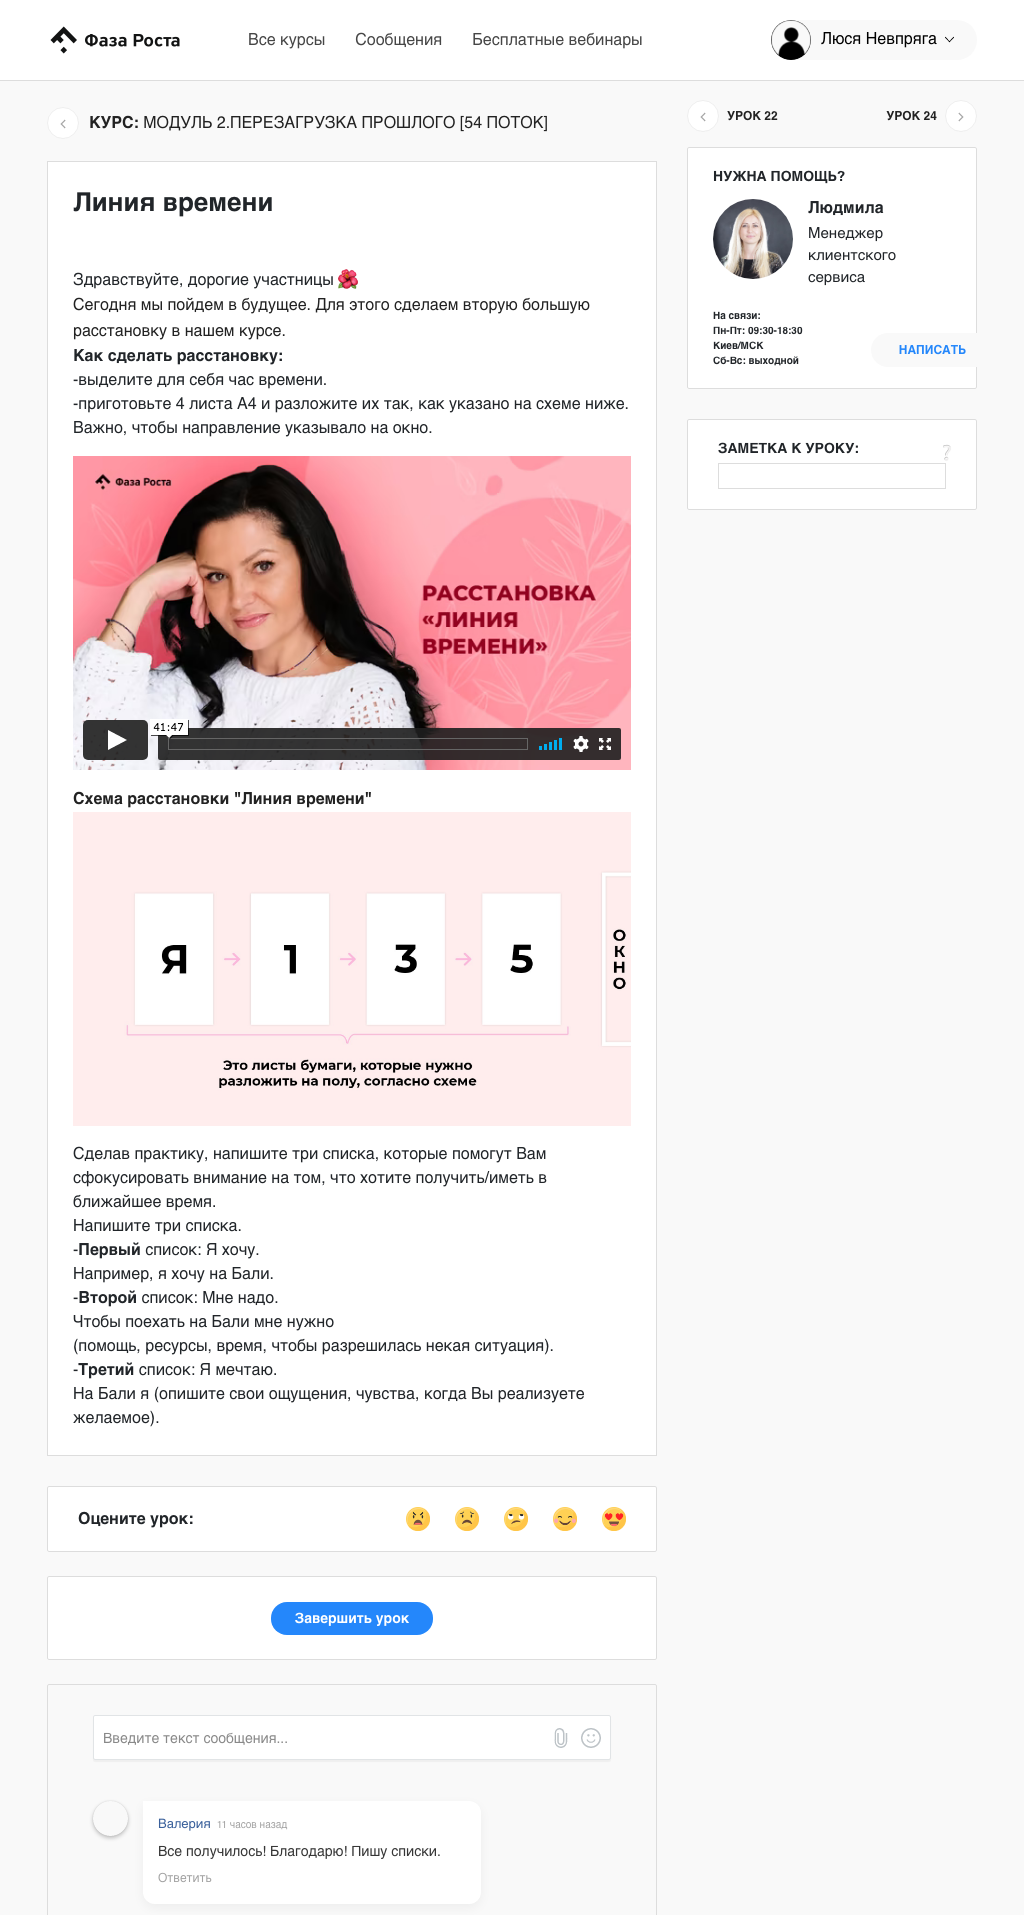 Фаза Роста
Все курсы
Сообщения
Бесплатные вебинары
Люся Невпряга
КУРС: МОДУЛЬ 2.ПЕРЕЗАГРУЗКА ПРОШЛОГО [54 ПОТОК]
УРОК 22
УРОК 24
Линия времени
Здравствуйте, дорогие участницы🌺
Сегодня мы пойдем в будущее. Для этого сделаем вторую большую
расстановку в нашем курсе.
Как сделать расстановку:
-выделите для себя час времени.
-приготовьте 4 листа А4 и разложите их так, как указано на схеме ниже.
Важно, чтобы направление указывало на окно.
Фаза Роста
РАССТАНОВКА
«ЛИНИЯ
ВРЕМЕНИ»
41:47
Схема расстановки "Линия времени"
Я
1
3
5
ОКНО
Это листы бумаги, которые нужно
разложить на полу, согласно схеме
Сделав практику, напишите три списка, которые помогут Вам
сфокусировать внимание на том, что хотите получить/иметь в
ближайшее время.
Напишите три списка.
-Первый список: Я хочу.
Например, я хочу на Бали.
-Второй список: Мне надо.
Чтобы поехать на Бали мне нужно
(помощь, ресурсы, время, чтобы разрешилась некая ситуация).
-Третий список: Я мечтаю.
На Бали я (опишите свои ощущения, чувства, когда Вы реализуете
желаемое).
Оцените урок:
Завершить урок
Введите текст сообщения...
Валерия 11 часов назад
Все получилось! Благодарю! Пишу списки.
Ответить
НУЖНА ПОМОЩЬ?
Людмила
Менеджер
клиентского
сервиса
На связи:
Пн-Пт: 09:30-18:30
Киев/МСК
Сб-Вс: выходной
НАПИСАТЬ
ЗАМЕТКА К УРОКУ:
?